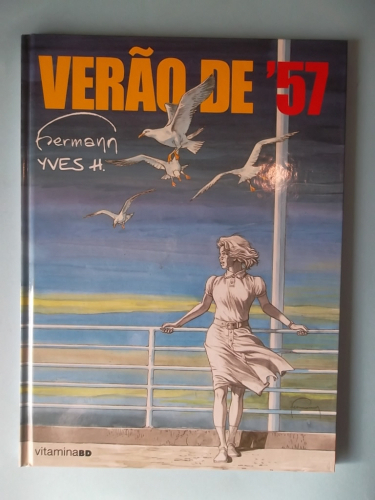 VERÃO DE '57
Hermann
YVES H.
vitaminaBD